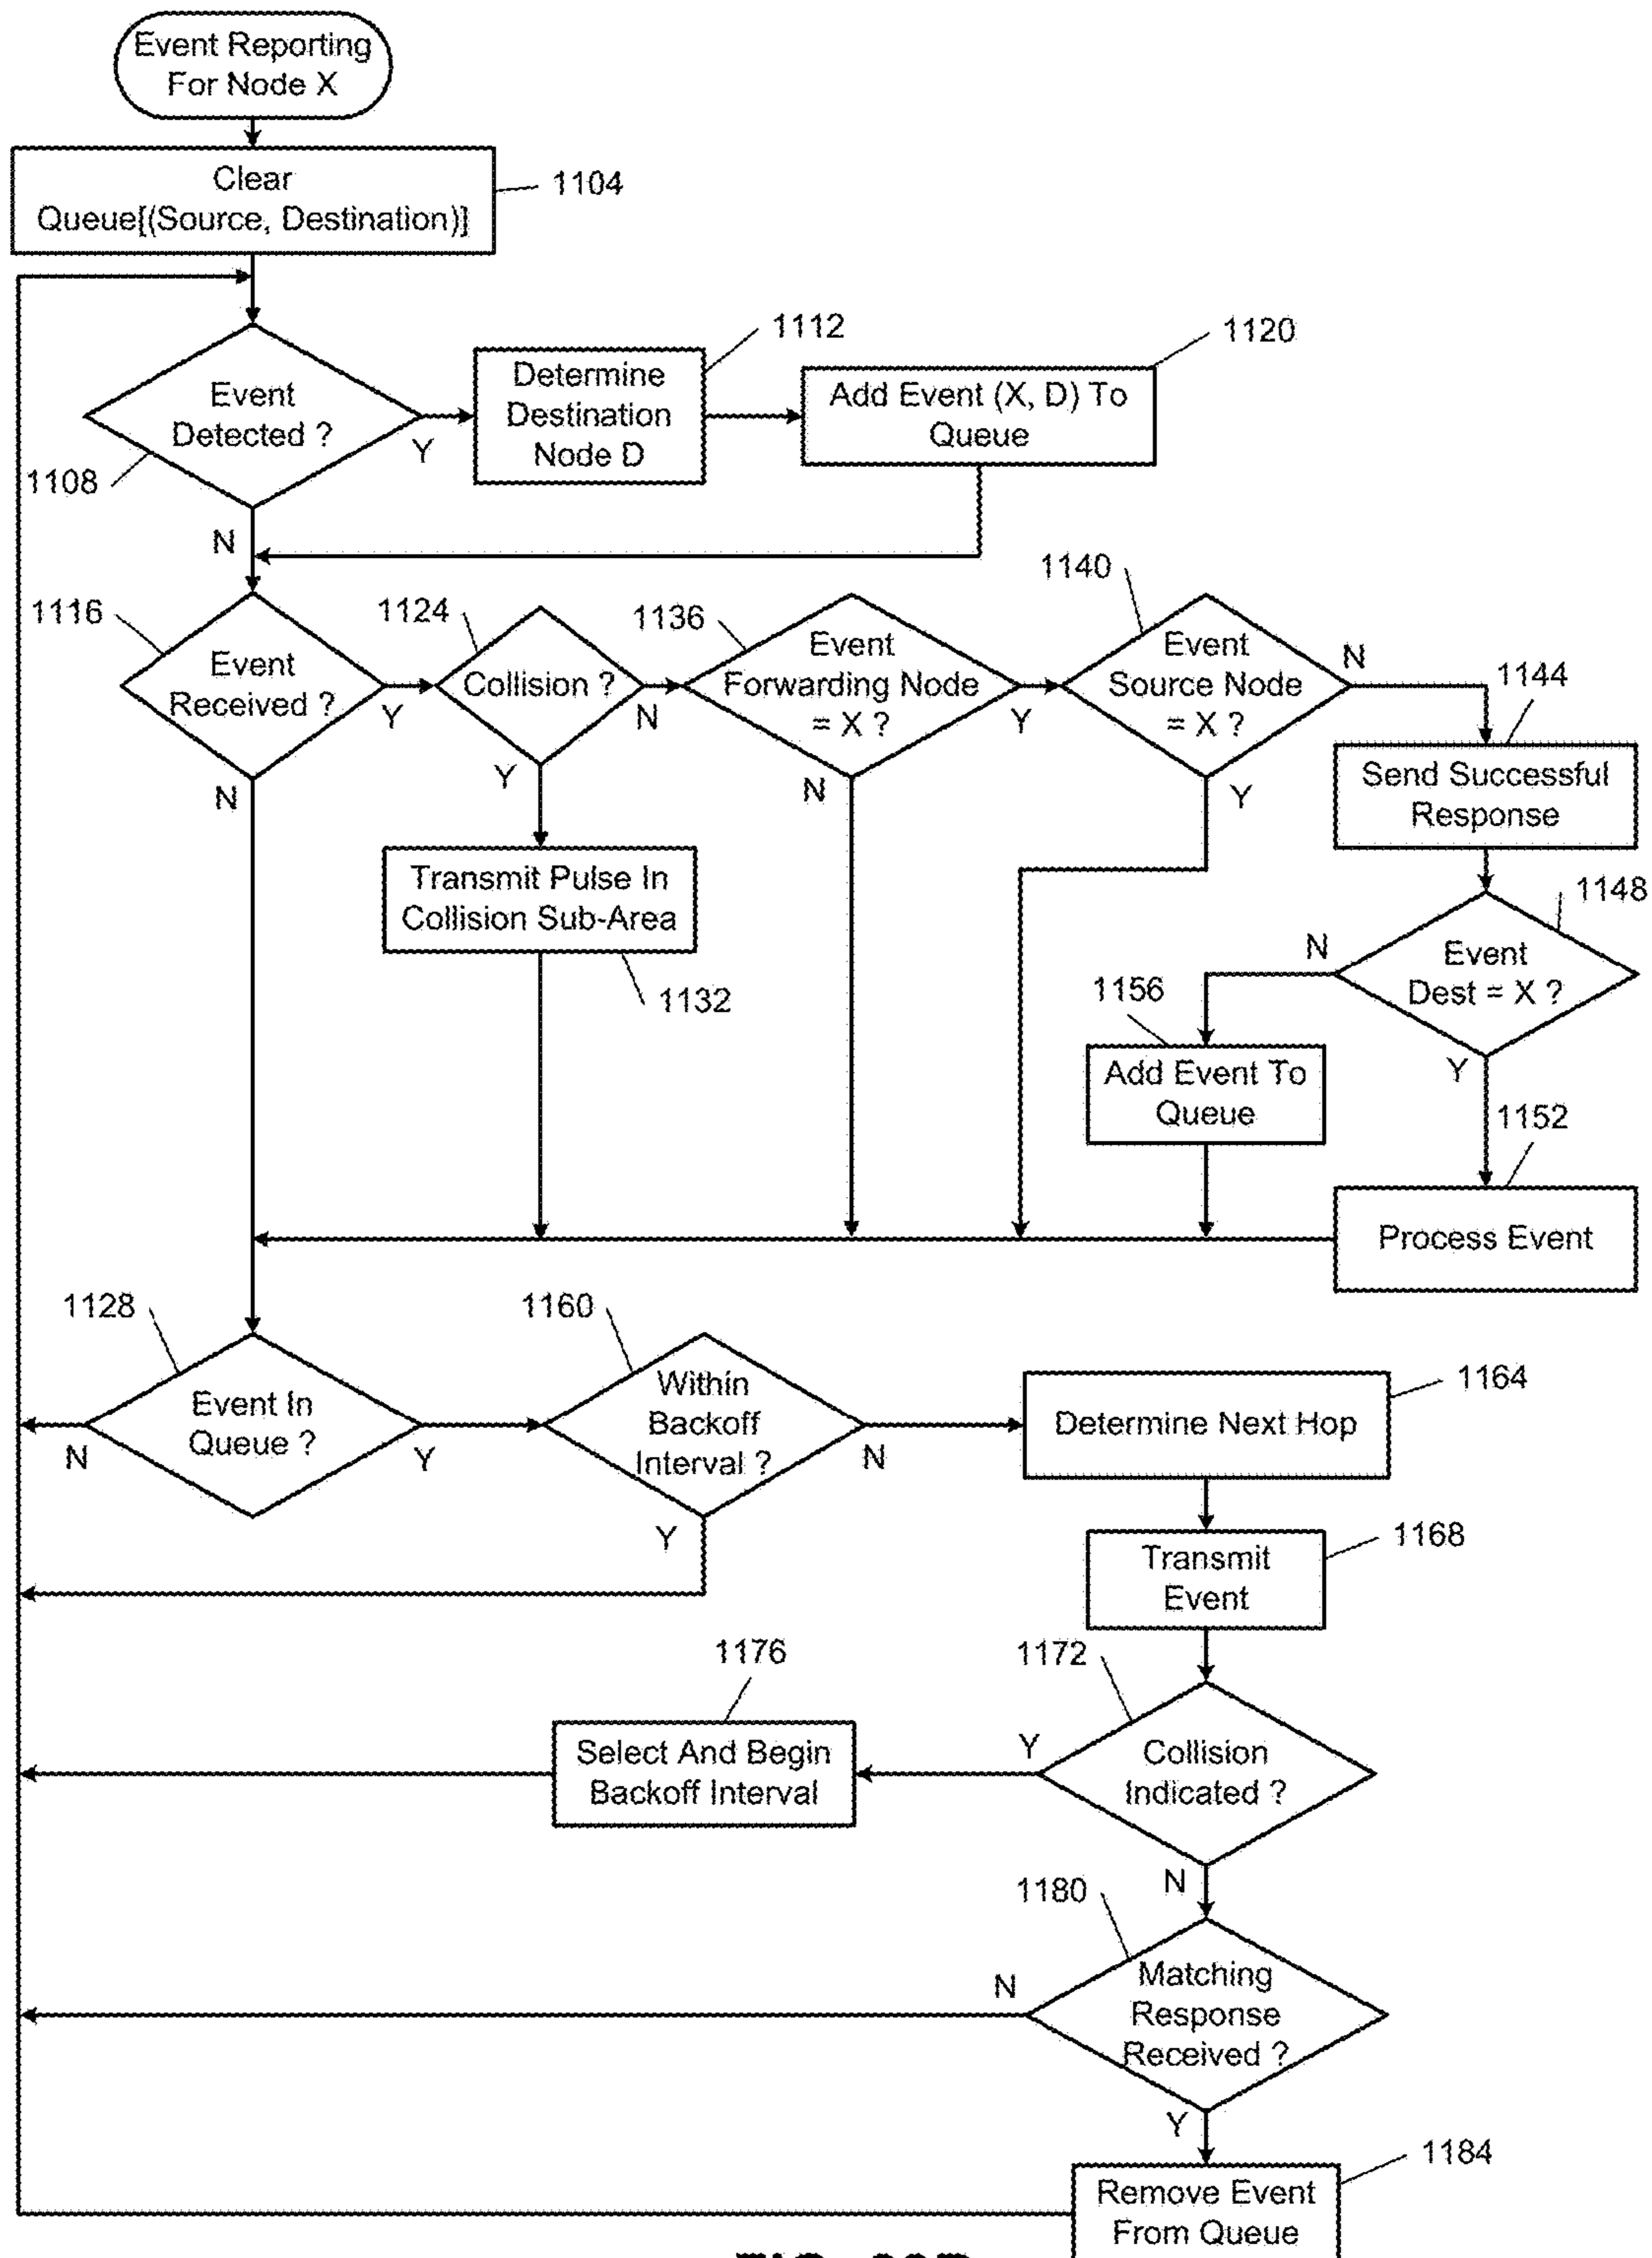 Event Reporting
For Node X
Clear
Queue[(Source, Destination)]
1104
1112
1120
Event
Detected ?
Y
Determine
Destination
Node D
Add Event (X, D) To
Queue
1108
N
1140
1116
1124
1136
Event
Received ?
Y
Collision ?
N
Event
Forwarding Node
= X ?
Y
Event
Source Node
= X ?
N
1144
N
Y
N
Y
Send Successful
Response
Transmit Pulse In
Collision Sub-Area
1132
1148
N
Event
Dest = X ?
1156
Y
Add Event To
Queue
1152
Process Event
1128
1160
Event In
Queue ?
N
Y
Within
Backoff
Interval ?
N
Y
1164
Determine Next Hop
1168
Transmit
Event
1176
1172
Select And Begin
Backoff Interval
Y
Collision
Indicated ?
N
1180
N
Matching
Response
Received ?
Y
1184
Remove Event
From Queue